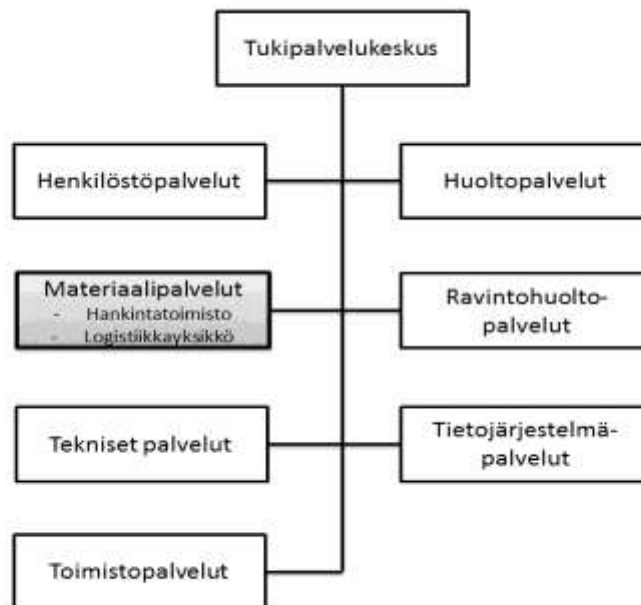 Tukipalvelukeskus
Henkilöstöpalvelut
Huoltopalvelut
Materiaalipalvelut
- Hankintatoimisto
- Logistiikkayksikkö
Ravintohuolto-
palvelut
Tekniset palvelut
Tietojärjestelmä-
palvelut
Toimistopalvelut